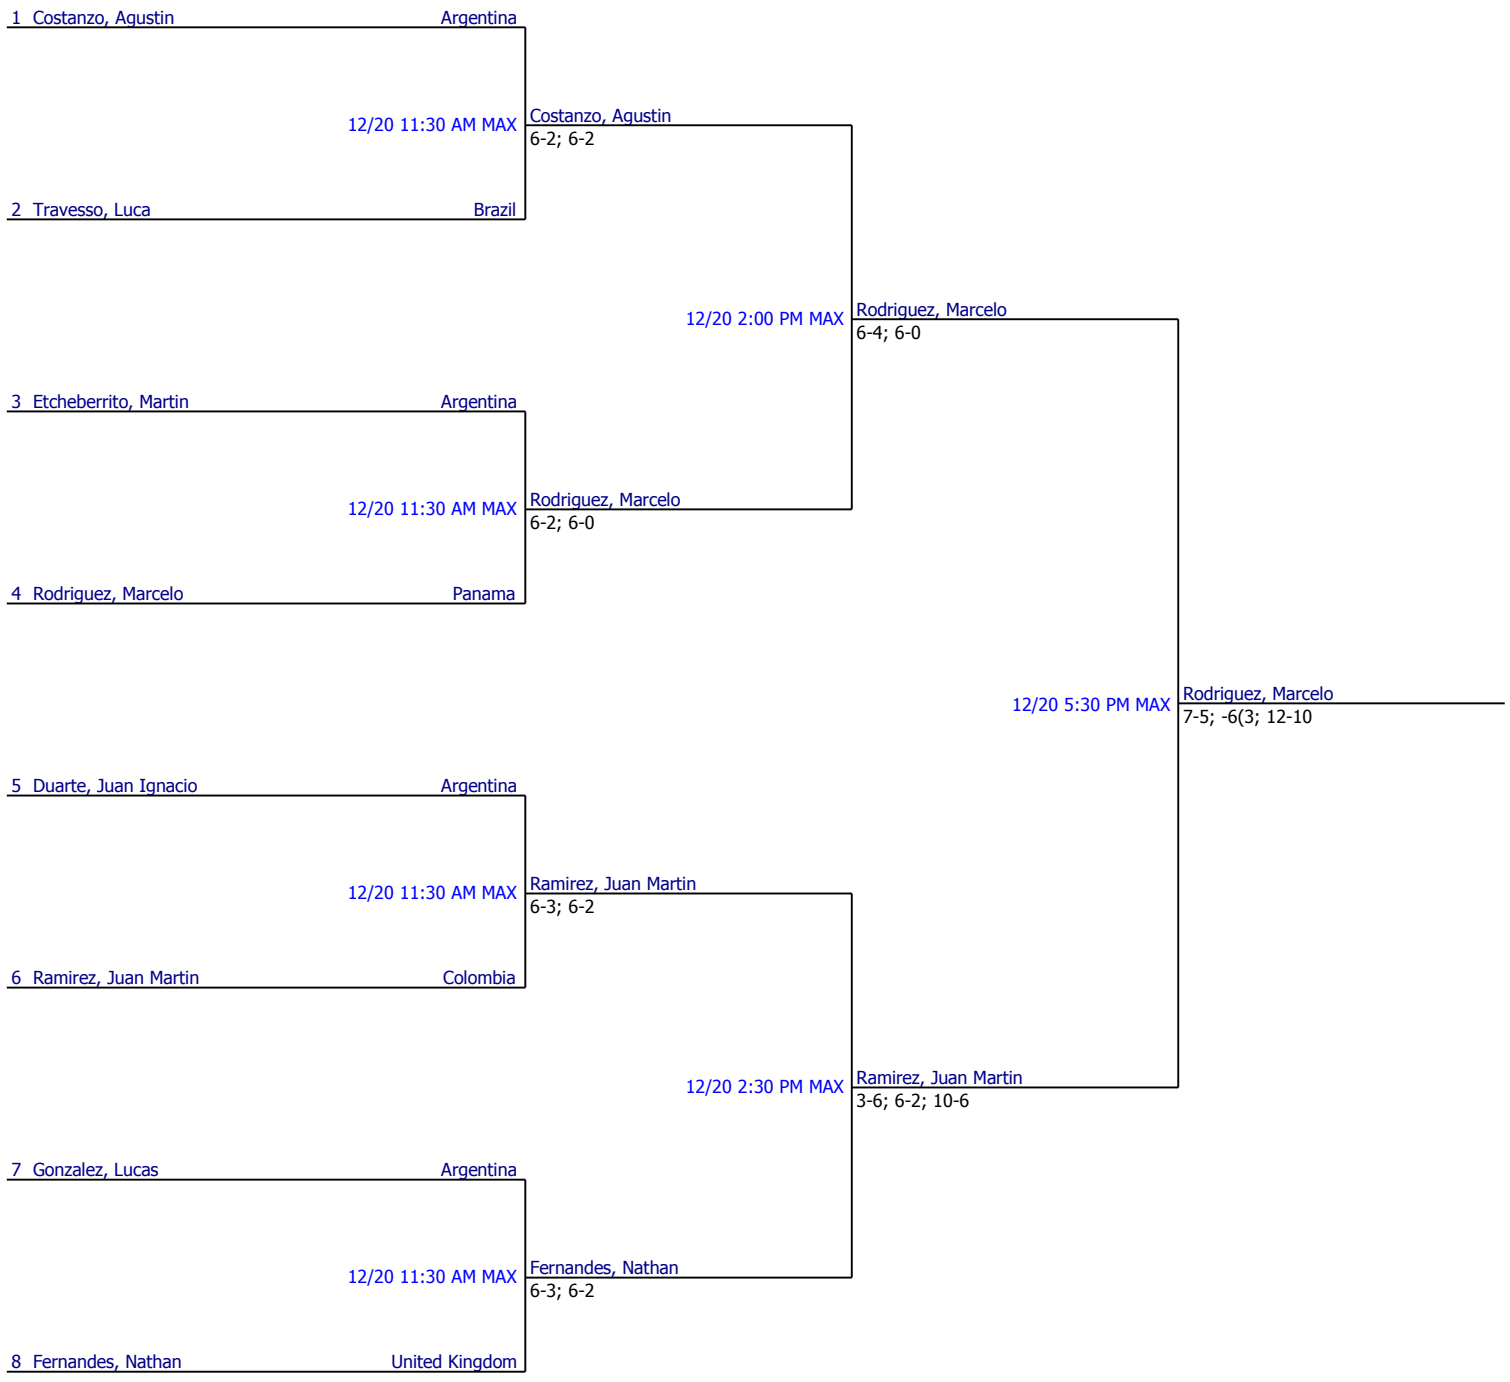 1 Costanzo, Agustin Argentina
12/20 11:30 AM MAX
Costanzo, Agustin
6-2; 6-2
2 Travesso, Luca Brazil
12/20 2:00 PM MAX
Rodriguez, Marcelo
6-4; 6-0
3 Etcheberrito, Martin Argentina
12/20 11:30 AM MAX
Rodriguez, Marcelo
6-2; 6-0
4 Rodriguez, Marcelo Panama
12/20 5:30 PM MAX
Rodriguez, Marcelo
7-5; -6(3; 12-10
5 Duarte, Juan Ignacio Argentina
12/20 11:30 AM MAX
Ramirez, Juan Martin
6-3; 6-2
6 Ramirez, Juan Martin Colombia
12/20 2:30 PM MAX
Ramirez, Juan Martin
3-6; 6-2; 10-6
7 Gonzalez, Lucas Argentina
12/20 11:30 AM MAX
Fernandes, Nathan
6-3; 6-2
8 Fernandes, Nathan United Kingdom